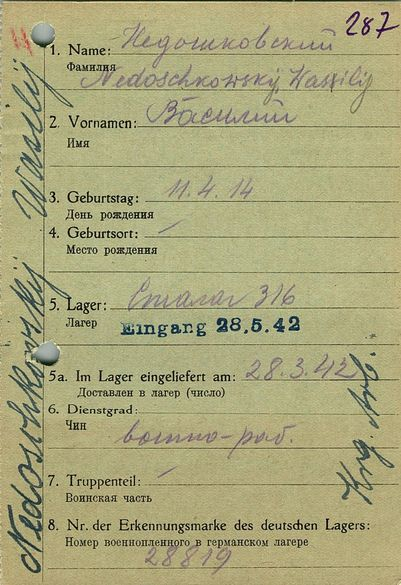 287
1. Name: Недошковский
Фамилия
Nedoschkowskij, Wassilij
2. Vornamen: Василий
Имя
3. Geburtstag: 11.4.14
День рождения
4. Geburtsort: —
Место рождения
5. Lager: Сталаг 316
Лагер
Eingang 28.5.42
5a. Im Lager eingeliefert am: 28.3.42
Доставлен в лагер (число)
6. Dienstgrad:
Чин
военно-раб.
7. Truppenteil: —
Воинская часть
8. Nr. der Erkennungsmarke des deutschen Lagers:
Номер военнопленного в германском лагере
28819
Nedoschkowskij Wassilij